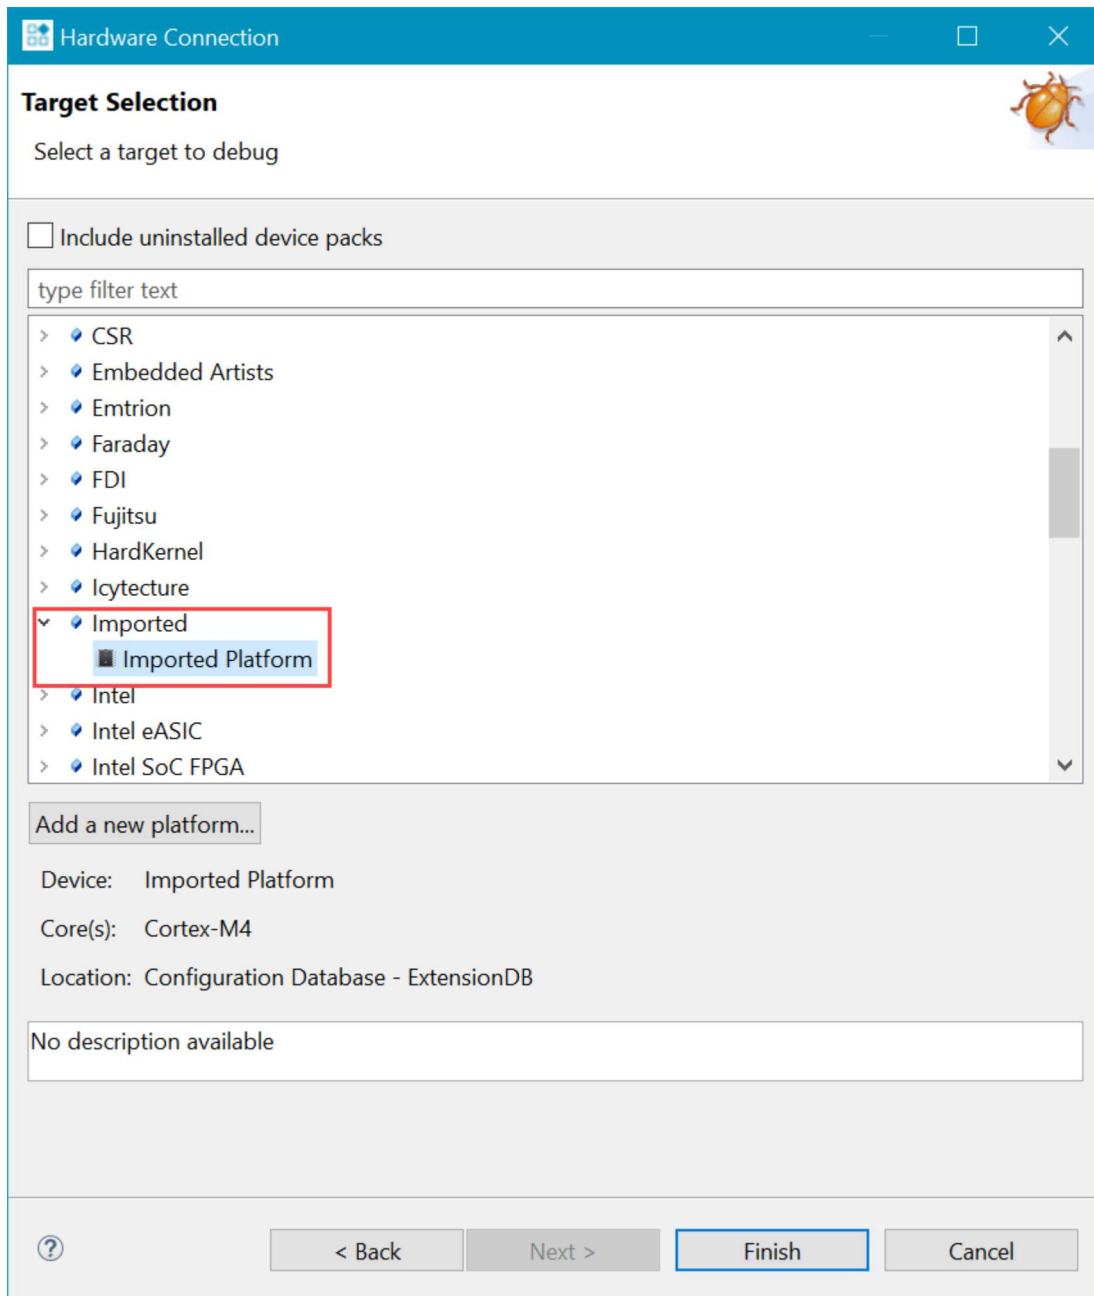 Hardware Connection
Target Selection
Select a target to debug
Include uninstalled device packs
type filter text
CSR
Embedded Artists
Emtrion
Faraday
FDI
Fujitsu
HardKernel
Icytecture
Imported
Imported Platform
Intel
Intel eASIC
Intel SoC FPGA
Add a new platform...
Device: Imported Platform
Core(s): Cortex-M4
Location: Configuration Database - ExtensionDB
No description available
? < Back Next > Finish Cancel